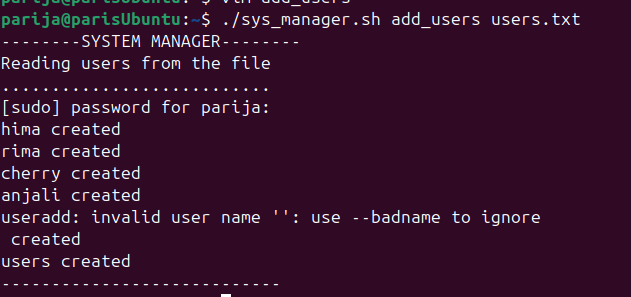 parija@parisUbuntu:~$ vim add_users
parija@parisUbuntu:~$ ./sys_manager.sh add_users users.txt
--------SYSTEM MANAGER--------
Reading users from the file
...........................
[sudo] password for parija:
hima created
rima created
cherry created
anjali created
useradd: invalid user name '': use --badname to ignore
 created
users created
----------------------------